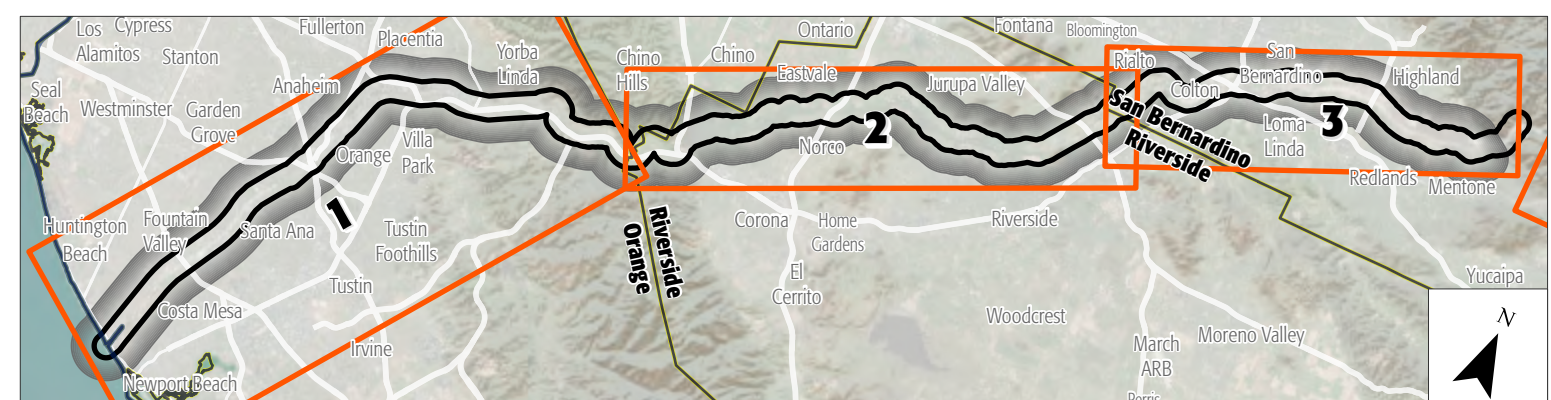 Los
Alamitos
Cypress
Stanton
Fullerton
Placentia
Yorba
Linda
Chino
Hills
Chino
Ontario
Eastvale
Fontana
Bloomington
Rialto
San
Bernardino
Highland
Colton
Jurupa Valley
Seal
Beach
Westminster
Garden
Grove
Anaheim
Villa
Park
Orange
Norco
2
3
San Bernardino
Riverside
Loma
Linda
Redlands
Mentone
Huntington
Beach
Fountain
Valley
Santa Ana
1
Tustin
Foothills
Riverside
Orange
Corona
Home
Gardens
Riverside
Tustin
El
Cerrito
Yucaipa
Costa Mesa
Woodcrest
Moreno Valley
Irvine
March
ARB
Newport Beach
Perris
N